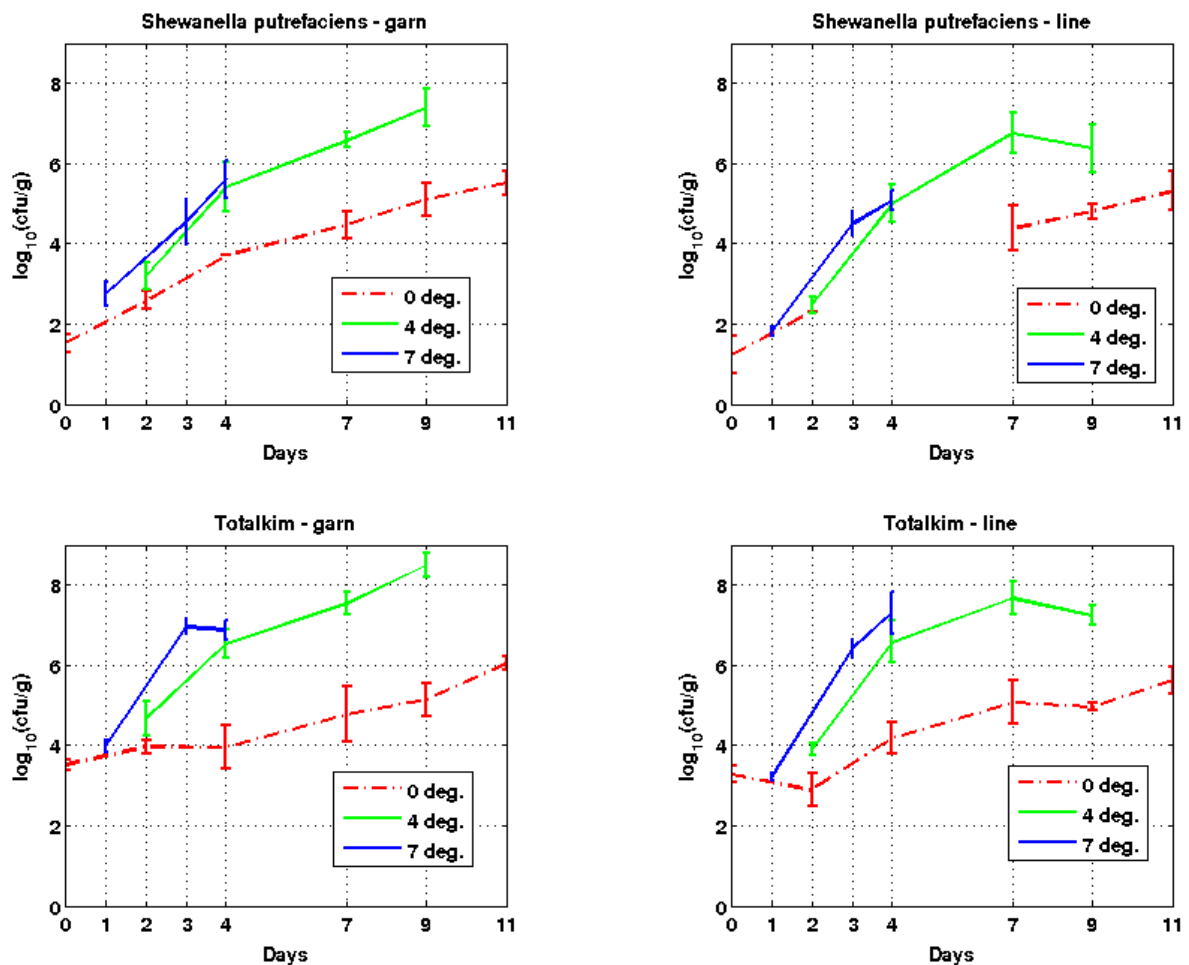 Shewanella putrefaciens - garn
log10(cfu/g)
8
6
4
2
0
0 deg.
4 deg.
7 deg.
0 1 2 3 4 7 9 11
Days
Shewanella putrefaciens - line
log10(cfu/g)
8
6
4
2
0
0 deg.
4 deg.
7 deg.
0 1 2 3 4 7 9 11
Days
Totalkim - garn
log10(cfu/g)
8
6
4
2
0
0 deg.
4 deg.
7 deg.
0 1 2 3 4 7 9 11
Days
Totalkim - line
log10(cfu/g)
8
6
4
2
0
0 deg.
4 deg.
7 deg.
0 1 2 3 4 7 9 11
Days